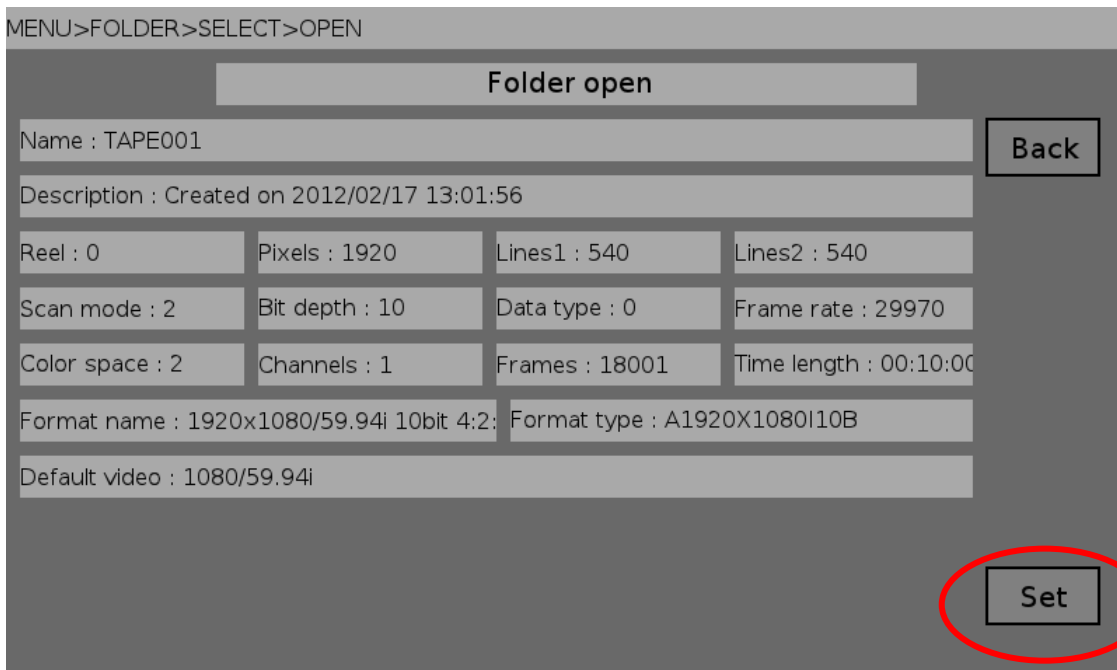 MENU>FOLDER>SELECT>OPEN
Folder open
Name : TAPE001
Back
Description : Created on 2012/02/17 13:01:56
Reel : 0 Pixels : 1920 Lines1 : 540 Lines2 : 540
Scan mode : 2 Bit depth : 10 Data type : 0 Frame rate : 29970
Color space : 2 Channels : 1 Frames : 18001 Time length : 00:10:00
Format name : 1920x1080/59.94i 10bit 4:2: Format type : A1920X1080I10B
Default video : 1080/59.94i
Set